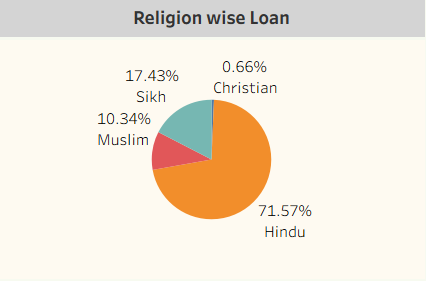 Religion wise Loan
0.66%
Christian
17.43%
Sikh
10.34%
Muslim
71.57%
Hindu